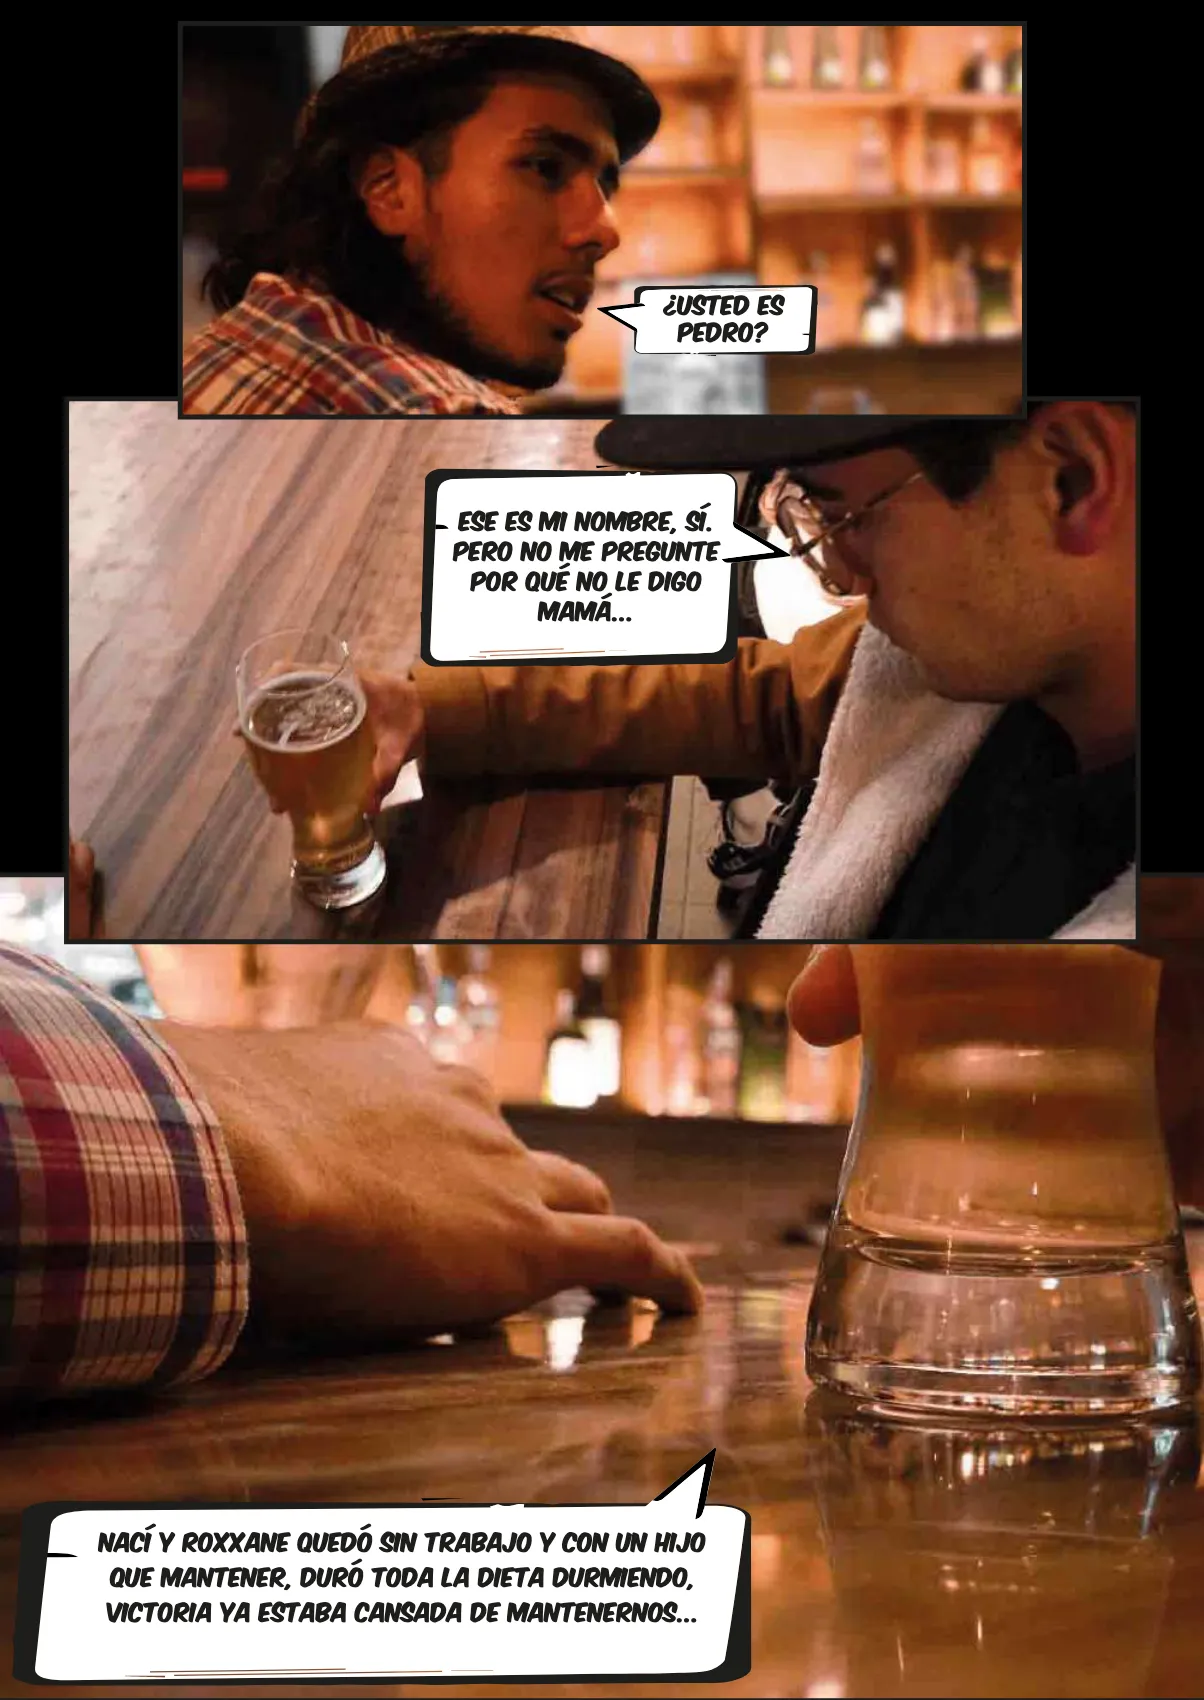 ¿USTED ES
PEDRO?
ESE ES MI NOMBRE, SÍ.
PERO NO ME PREGUNTE
POR QUÉ NO LE DIGO
MAMÁ...
NACÍ Y ROXXANE QUEDÓ SIN TRABAJO Y CON UN HIJO
QUE MANTENER, DURÓ TODA LA DIETA DURMIENDO,
VICTORIA YA ESTABA CANSADA DE MANTENERNOS...